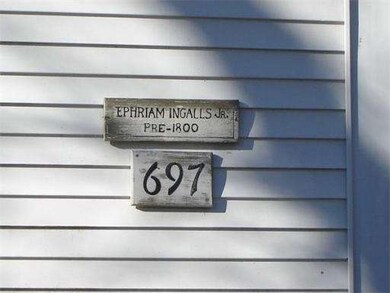 EPHRIAM INGALLS JR.
PRE-1800
697